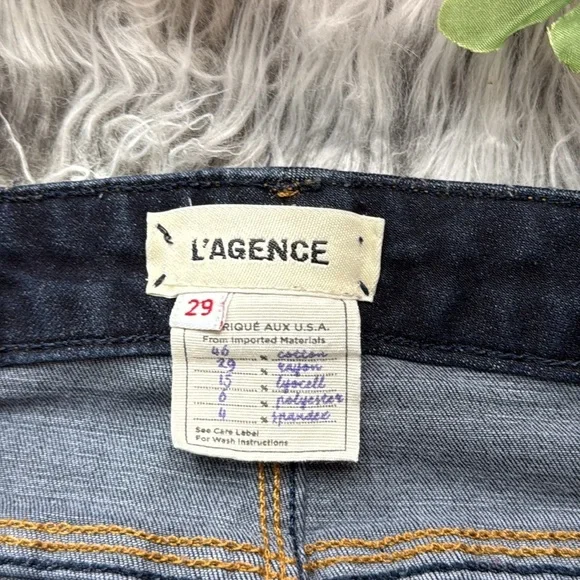 L'AGENCE
29
RIQUÉ AUX U.S.A.
From Imported Materials
46 % cotton
29 % rayon
15 % lyocell
6 % polyester
4 % spandex
See Care Label
For Wash Instructions